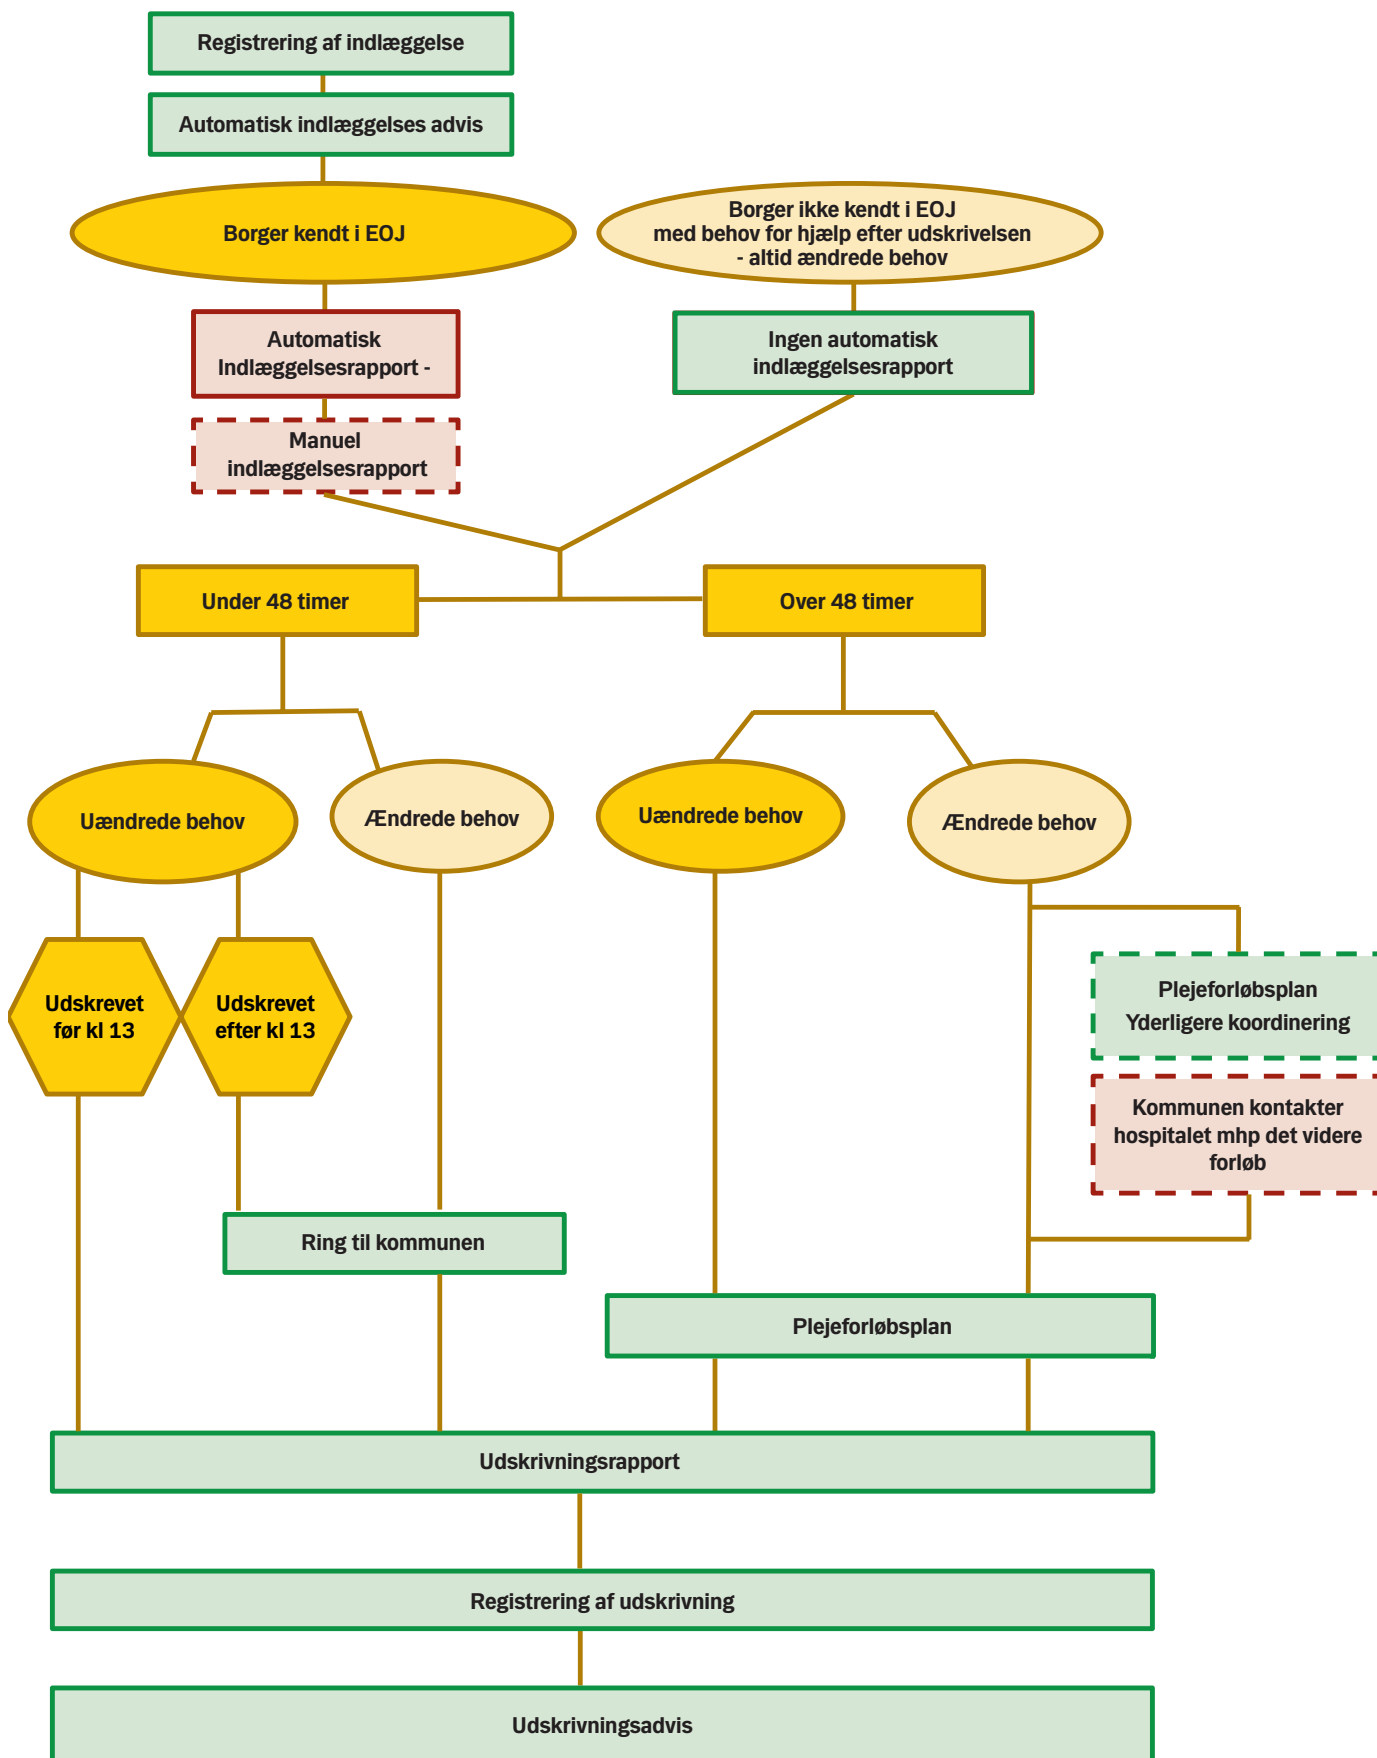 Registrering af indlæggelse
Automatisk indlæggelses advis
Borger kendt i EOJ
Borger ikke kendt i EOJ
med behov for hjælp efter udskrivelsen
- altid ændrede behov
Automatisk
Indlæggelsesrapport -
Ingen automatisk
indlæggelsesrapport
Manuel
indlæggelsesrapport
Under 48 timer
Over 48 timer
Uændrede behov
Ændrede behov
Uændrede behov
Ændrede behov
Udskrevet
før kl 13
Udskrevet
efter kl 13
Plejeforløbsplan
Yderligere koordinering
Kommunen kontakter
hospitalet mhp det videre
forløb
Ring til kommunen
Plejeforløbsplan
Udskrivningsrapport
Registrering af udskrivning
Udskrivningsadvis